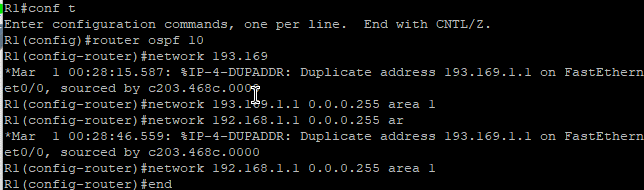 R1#conf t
Enter configuration commands, one per line.  End with CNTL/Z.
R1(config)#router ospf 10
R1(config-router)#network 193.169
*Mar  1 00:28:15.587: %IP-4-DUPADDR: Duplicate address 193.169.1.1 on FastEthern
et0/0, sourced by c203.468c.0000
R1(config-router)#network 193.169.1.1 0.0.0.255 area 1
R1(config-router)#network 192.168.1.1 0.0.0.255 ar
*Mar  1 00:28:46.559: %IP-4-DUPADDR: Duplicate address 193.169.1.1 on FastEthern
et0/0, sourced by c203.468c.0000
R1(config-router)#network 192.168.1.1 0.0.0.255 area 1
R1(config-router)#end